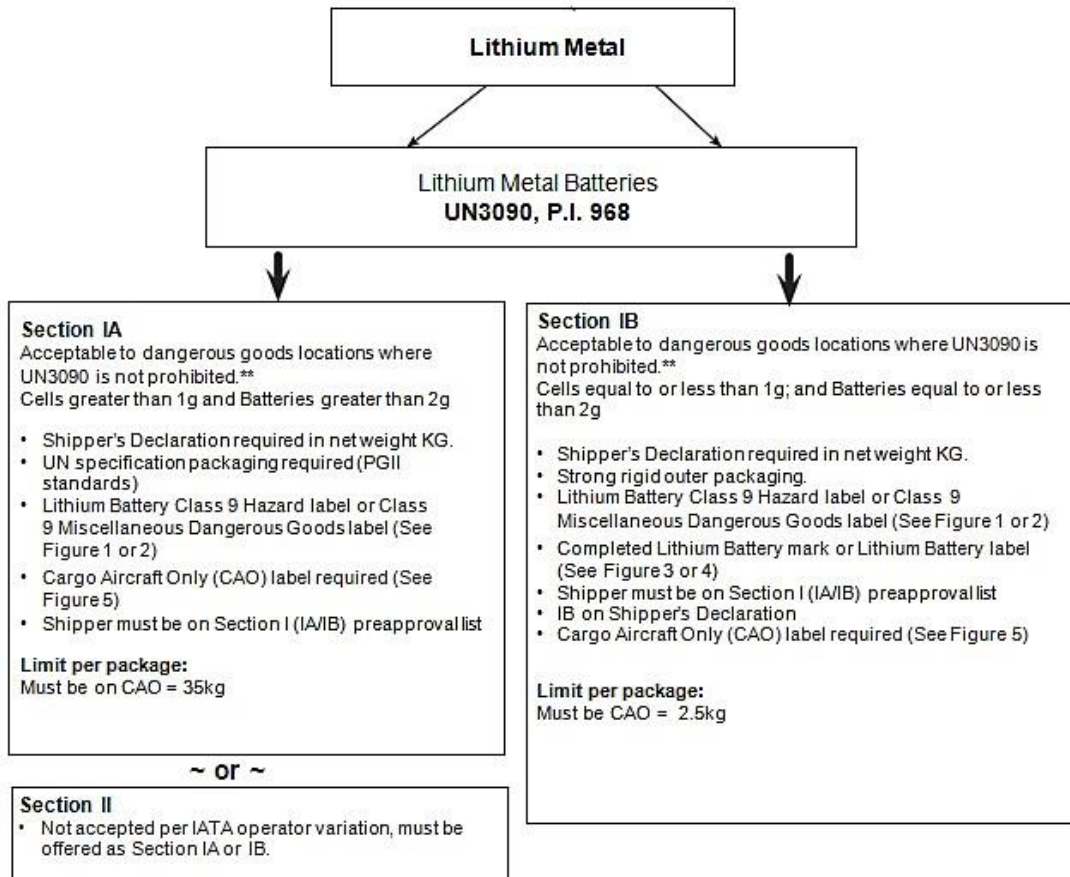 Lithium Metal
Lithium Metal Batteries
UN3090, P.I. 968
Section IA
Acceptable to dangerous goods locations where
UN3090 is not prohibited.**
Cells greater than 1g and Batteries greater than 2g
• Shipper's Declaration required in net weight KG.
• UN specification packaging required (PGII
standards)
• Lithium Battery Class 9 Hazard label or Class
9 Miscellaneous Dangerous Goods label (See
Figure 1 or 2)
• Cargo Aircraft Only (CAO) label required (See
Figure 5)
• Shipper must be on Section I (IA/IB) preapproval list
Limit per package:
Must be on CAO = 35kg
~ or ~
Section II
• Not accepted per IATA operator variation, must be
offered as Section IA or IB.
Section IB
Acceptable to dangerous goods locations where UN3090 is
not prohibited.**
Cells equal to or less than 1g; and Batteries equal to or less
than 2g
• Shipper's Declaration required in net weight KG.
• Strong rigid outer packaging.
• Lithium Battery Class 9 Hazard label or Class 9
Miscellaneous Dangerous Goods label (See Figure 1 or 2)
• Completed Lithium Battery mark or Lithium Battery label
(See Figure 3 or 4)
• Shipper must be on Section I (IA/IB) preapproval list
• IB on Shipper's Declaration
• Cargo Aircraft Only (CAO) label required (See Figure 5)
Limit per package:
Must be CAO = 2.5kg